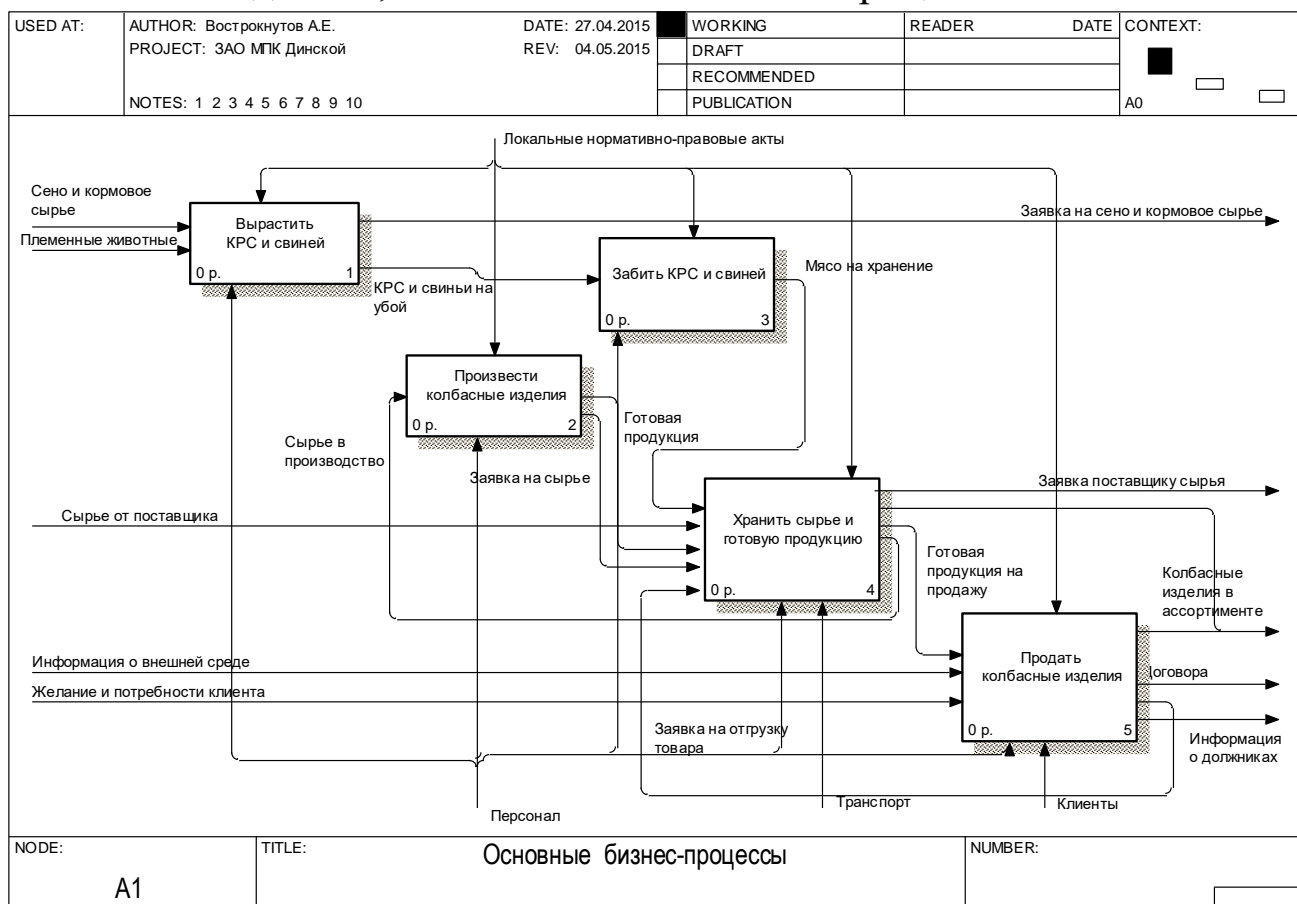 USED AT:
AUTHOR: Вострокнутов А.Е.
DATE: 27.04.2015
PROJECT: ЗАО МПК Динской
REV: 04.05.2015
NOTES: 1 2 3 4 5 6 7 8 9 10
WORKING
DRAFT
RECOMMENDED
PUBLICATION
READER
DATE
CONTEXT:
A0
Локальные нормативно-правовые акты
Сено и кормовое
сырье
Племенные животные
Вырастить
КРС и свиней
0 р.
1
Заявка на сено и кормовое сырье
КРС и свиньи на
убой
Забить КРС и свиней
0 р.
3
Мясо на хранение
Произвести
колбасные изделия
0 р.
2
Сырье в
производство
Готовая
продукция
Заявка на сырье
Сырье от поставщика
Хранить сырье и
готовую продукцию
0 р.
4
Заявка поставщику сырья
Готовая
продукция на
продажу
Колбасные
изделия в
ассортименте
Информация о внешней среде
Желание и потребности клиента
Продать
колбасные изделия
0 р.
5
Договора
Информация
о должниках
Заявка на отгрузку
товара
Персонал
Транспорт
Клиенты
NODE:
A1
TITLE:
Основные бизнес-процессы
NUMBER: